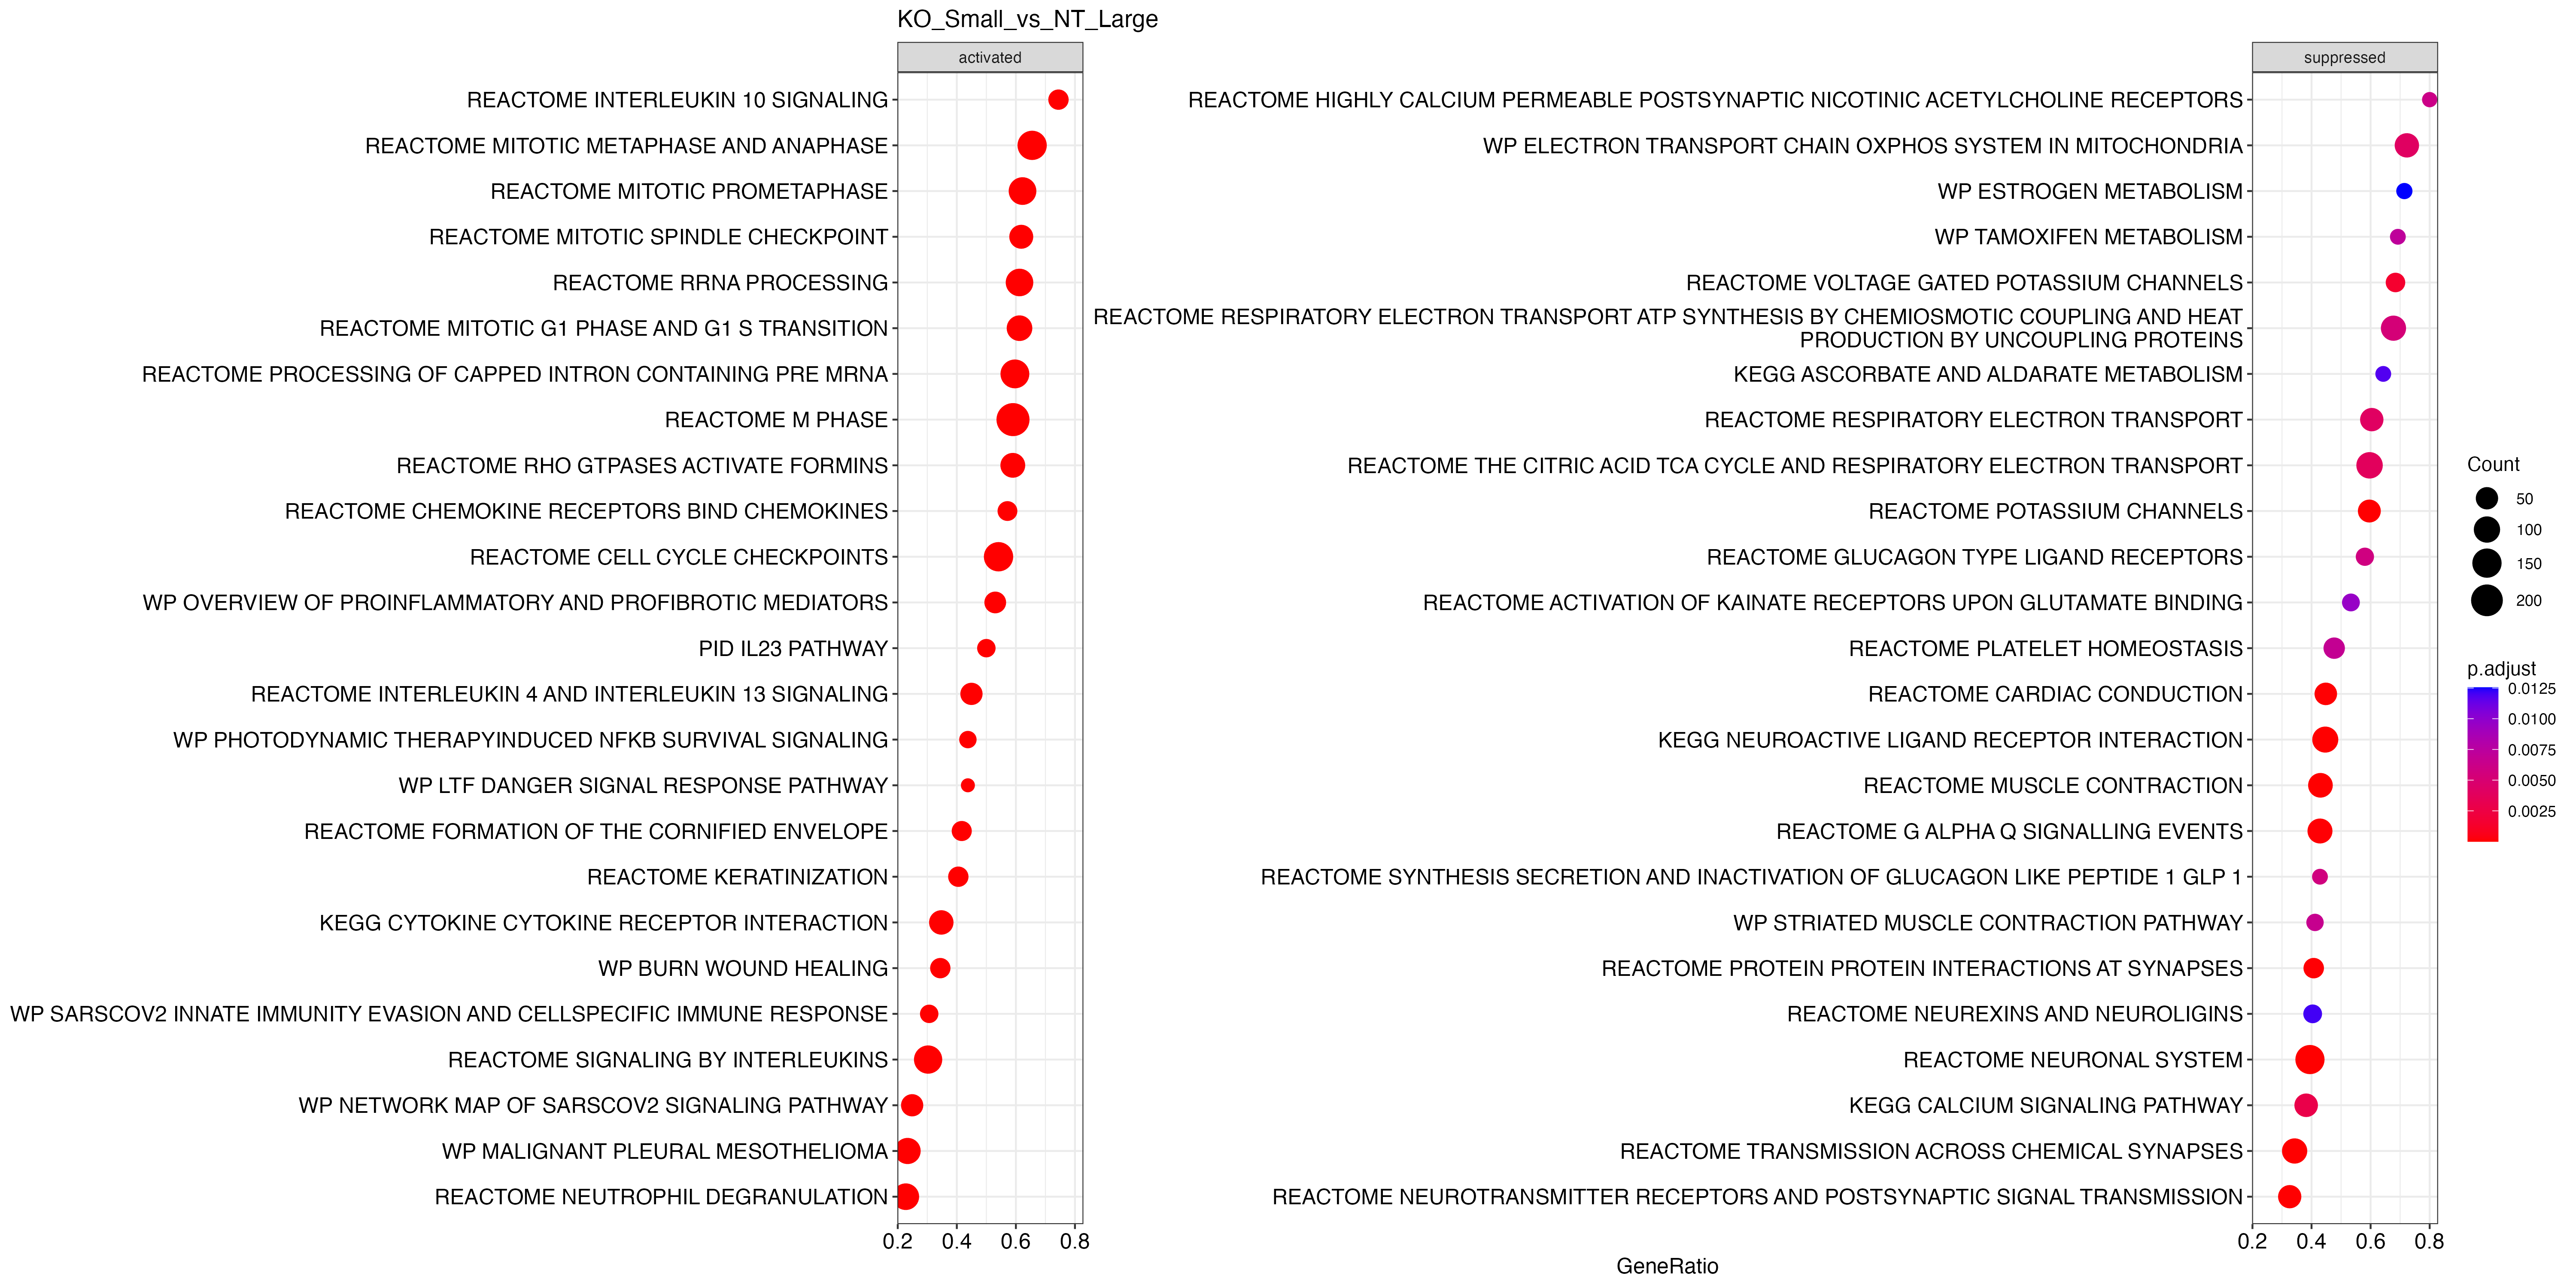 KO_Small_vs_NT_Large
activated
REACTOME INTERLEUKIN 10 SIGNALING
REACTOME MITOTIC METAPHASE AND ANAPHASE
REACTOME MITOTIC PROMETAPHASE
REACTOME MITOTIC SPINDLE CHECKPOINT
REACTOME RRNA PROCESSING
REACTOME MITOTIC G1 PHASE AND G1 S TRANSITION
REACTOME PROCESSING OF CAPPED INTRON CONTAINING PRE MRNA
REACTOME M PHASE
REACTOME RHO GTPASES ACTIVATE FORMINS
REACTOME CHEMOKINE RECEPTORS BIND CHEMOKINES
REACTOME CELL CYCLE CHECKPOINTS
WP OVERVIEW OF PROINFLAMMATORY AND PROFIBROTIC MEDIATORS
PID IL23 PATHWAY
REACTOME INTERLEUKIN 4 AND INTERLEUKIN 13 SIGNALING
WP PHOTODYNAMIC THERAPYINDUCED NFKB SURVIVAL SIGNALING
WP LTF DANGER SIGNAL RESPONSE PATHWAY
REACTOME FORMATION OF THE CORNIFIED ENVELOPE
REACTOME KERATINIZATION
KEGG CYTOKINE CYTOKINE RECEPTOR INTERACTION
WP BURN WOUND HEALING
WP SARSCOV2 INNATE IMMUNITY EVASION AND CELLSPECIFIC IMMUNE RESPONSE
REACTOME SIGNALING BY INTERLEUKINS
WP NETWORK MAP OF SARSCOV2 SIGNALING PATHWAY
WP MALIGNANT PLEURAL MESOTHELIOMA
REACTOME NEUTROPHIL DEGRANULATION
0.2 0.4 0.6 0.8
suppressed
REACTOME HIGHLY CALCIUM PERMEABLE POSTSYNAPTIC NICOTINIC ACETYLCHOLINE RECEPTORS
WP ELECTRON TRANSPORT CHAIN OXPHOS SYSTEM IN MITOCHONDRIA
WP ESTROGEN METABOLISM
WP TAMOXIFEN METABOLISM
REACTOME VOLTAGE GATED POTASSIUM CHANNELS
REACTOME RESPIRATORY ELECTRON TRANSPORT ATP SYNTHESIS BY CHEMIOSMOTIC COUPLING AND HEAT
PRODUCTION BY UNCOUPLING PROTEINS
KEGG ASCORBATE AND ALDARATE METABOLISM
REACTOME RESPIRATORY ELECTRON TRANSPORT
REACTOME THE CITRIC ACID TCA CYCLE AND RESPIRATORY ELECTRON TRANSPORT
REACTOME POTASSIUM CHANNELS
REACTOME GLUCAGON TYPE LIGAND RECEPTORS
REACTOME ACTIVATION OF KAINATE RECEPTORS UPON GLUTAMATE BINDING
REACTOME PLATELET HOMEOSTASIS
REACTOME CARDIAC CONDUCTION
KEGG NEUROACTIVE LIGAND RECEPTOR INTERACTION
REACTOME MUSCLE CONTRACTION
REACTOME G ALPHA Q SIGNALLING EVENTS
REACTOME SYNTHESIS SECRETION AND INACTIVATION OF GLUCAGON LIKE PEPTIDE 1 GLP 1
WP STRIATED MUSCLE CONTRACTION PATHWAY
REACTOME PROTEIN PROTEIN INTERACTIONS AT SYNAPSES
REACTOME NEUREXINS AND NEUROLIGINS
REACTOME NEURONAL SYSTEM
KEGG CALCIUM SIGNALING PATHWAY
REACTOME TRANSMISSION ACROSS CHEMICAL SYNAPSES
REACTOME NEUROTRANSMITTER RECEPTORS AND POSTSYNAPTIC SIGNAL TRANSMISSION
0.2 0.4 0.6 0.8
GeneRatio
Count
50
100
150
200
p.adjust
0.0125
0.0100
0.0075
0.0050
0.0025